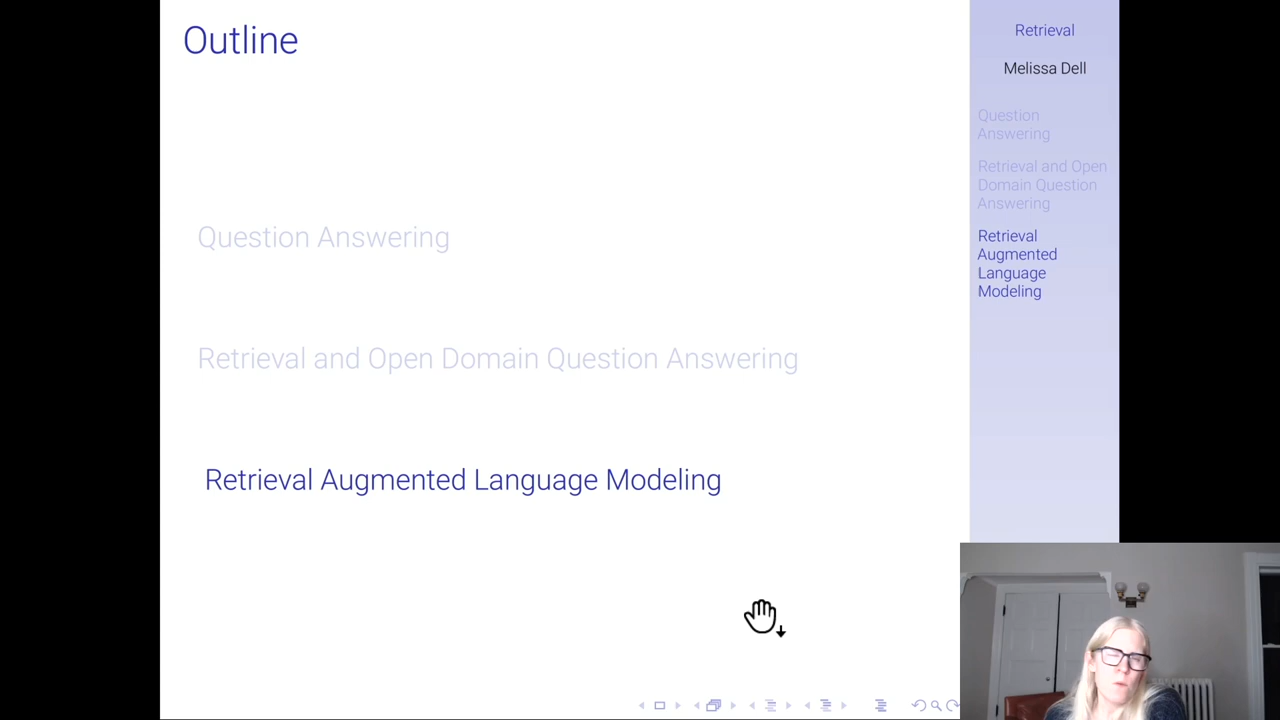 Outline
Question Answering
Retrieval and Open Domain Question Answering
Retrieval Augmented Language Modeling
Retrieval
Melissa Dell
Question
Answering
Retrieval and Open
Domain Question
Answering
Retrieval
Augmented
Language
Modeling